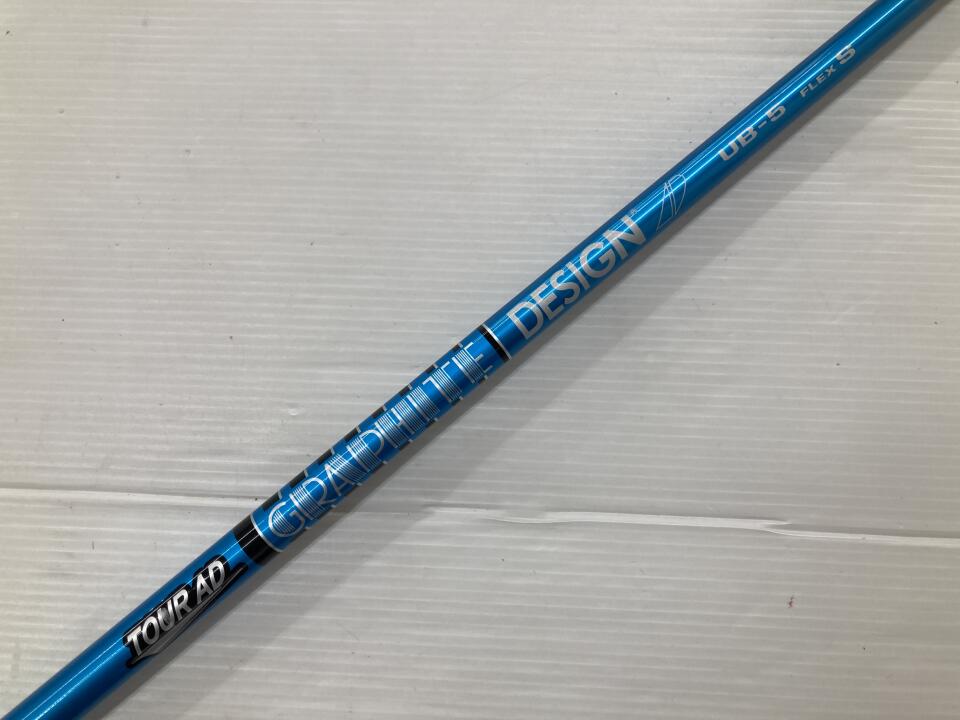 TOUR AD
GRAPHITE DESIGN
UB-5 FLEX S